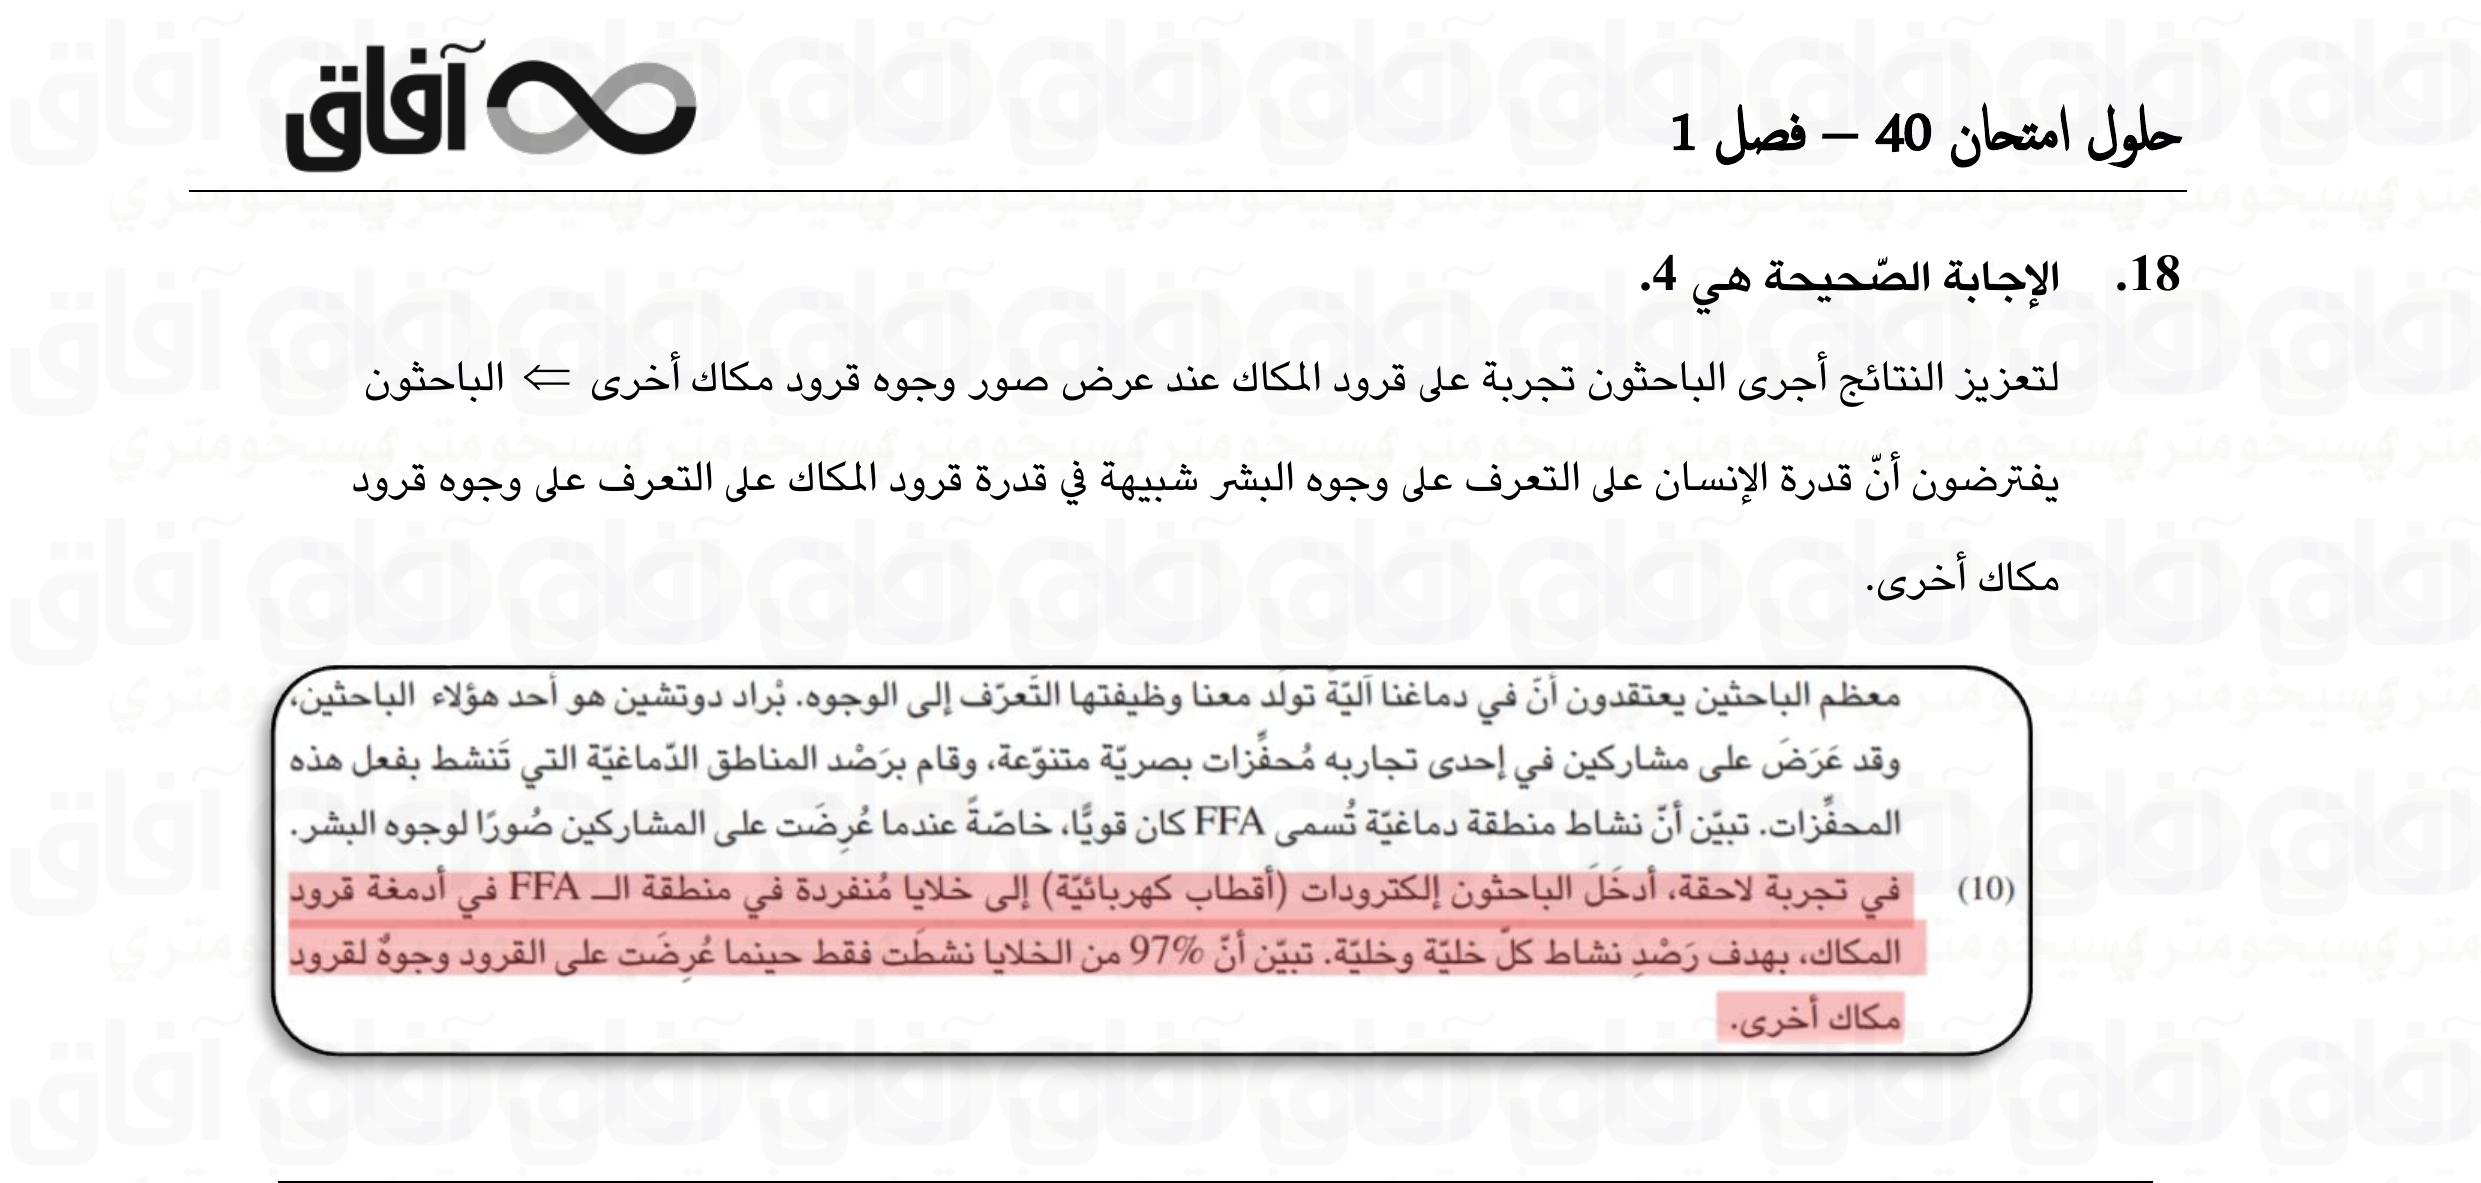 آفاق
حلول امتحان 40 – فصل 1
18. الإجابة الصّحيحة هي 4.
لتعزيز النتائج أجرى الباحثون تجربة على قرود المكاك عند عرض صور وجوه قرود مكاك أخرى ⇐ الباحثون
يفترضون أنّ قدرة الإنسان على التعرف على وجوه البشر شبيهة في قدرة قرود المكاك على التعرف على وجوه قرود
مكاك أخرى.
معظم الباحثين يعتقدون أنّ في دماغنا آليّة تولَد معنا وظيفتها التّعرّف إلى الوجوه. بْراد دوتشين هو أحد هؤلاء الباحثين،
وقد عَرَضَ على مشاركين في إحدى تجاربه مُحفِّزات بصريّة متنوّعة، وقام برَصْد المناطق الدّماغيّة التي تَنشط بفعل هذه
المحفِّزات. تبيّن أنّ نشاط منطقة دماغيّة تُسمى FFA كان قويًّا، خاصّةً عندما عُرِضَت على المشاركين صُورًا لوجوه البشر.
(10) في تجربة لاحقة، أدخَلَ الباحثون إلكترودات (أقطاب كهربائيّة) إلى خلايا مُنفردة في منطقة الـ FFA في أدمغة قرود
المكاك، بهدف رَصْدِ نشاط كلّ خليّة وخليّة. تبيّن أنّ 97% من الخلايا نشطَت فقط حينما عُرِضَت على القرود وجوهٌ لقرود
مكاك أخرى.